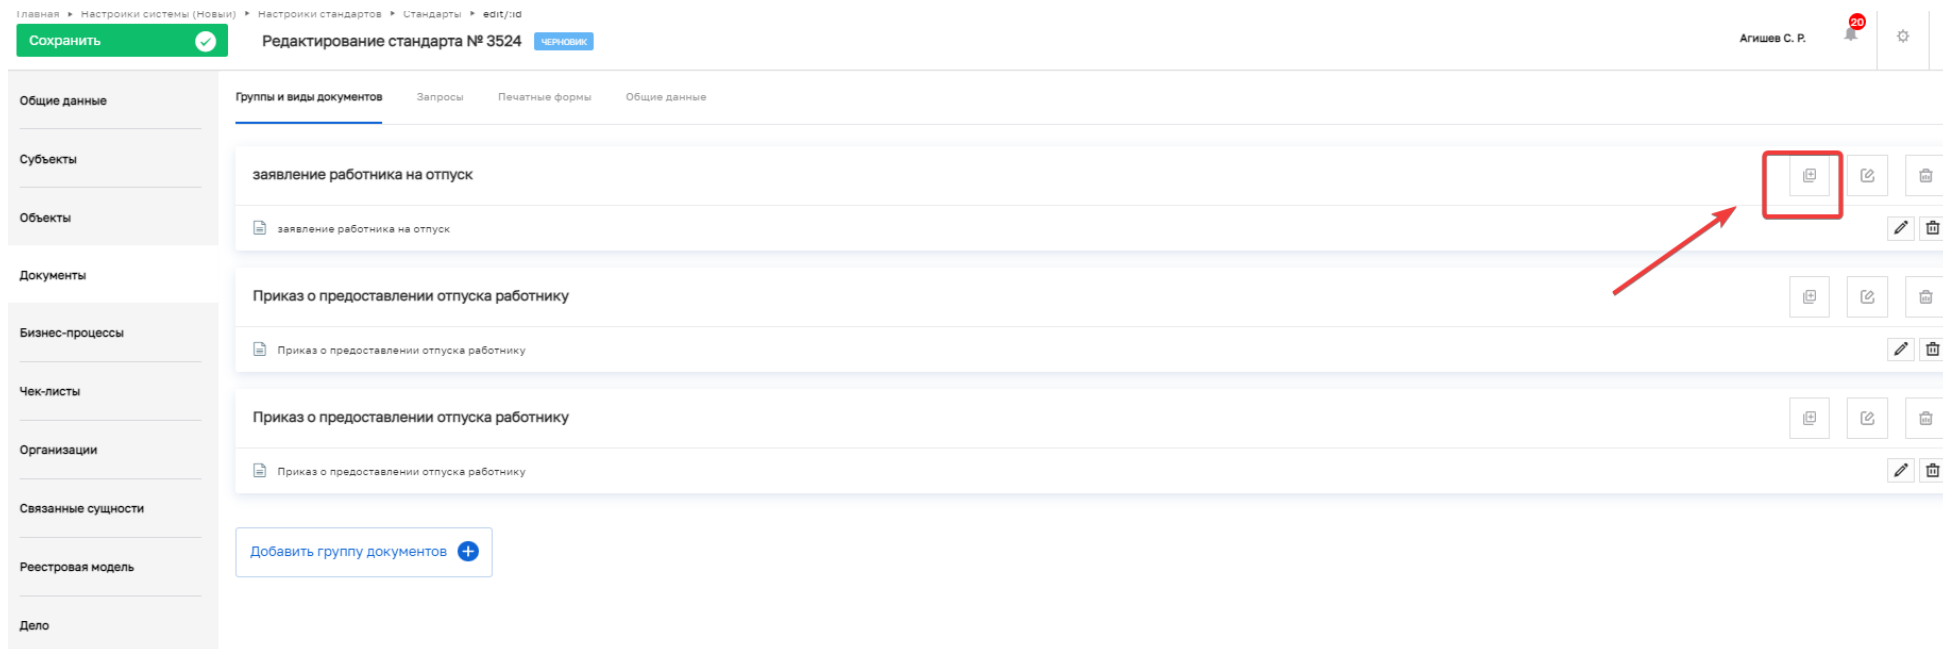 Главная ▸ Настройки системы (Новый) ▸ Настройки стандартов ▸ Стандарты ▸ edit/:id
Сохранить
Редактирование стандарта № 3524 ЧЕРНОВИК
Агишев С. Р.
20
Общие данные
Субъекты
Объекты
Документы
Бизнес-процессы
Чек-листы
Организации
Связанные сущности
Реестровая модель
Дело
Группы и виды документов Запросы Печатные формы Общие данные
заявление работника на отпуск
заявление работника на отпуск
Приказ о предоставлении отпуска работнику
Приказ о предоставлении отпуска работнику
Приказ о предоставлении отпуска работнику
Приказ о предоставлении отпуска работнику
Добавить группу документов